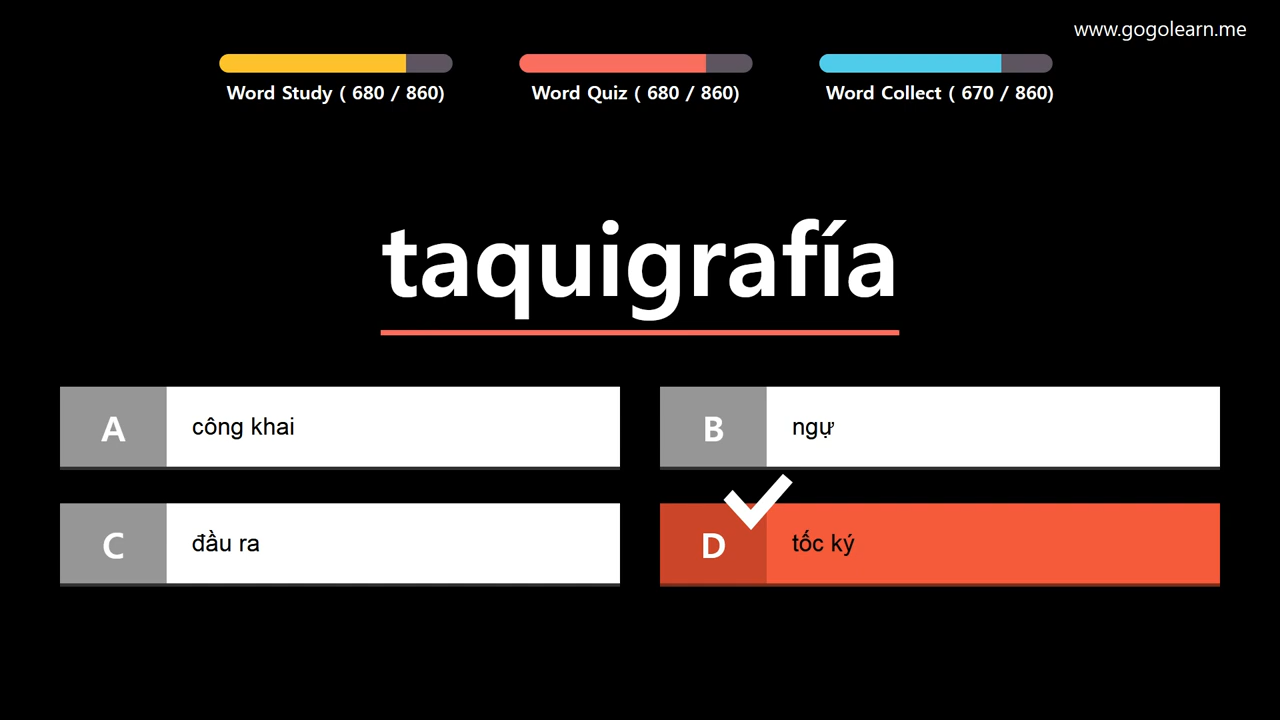 www.gogolearn.me
Word Study ( 680 / 860)
Word Quiz ( 680 / 860)
Word Collect ( 670 / 860)
taquigrafía
A
công khai
B
ngự
C
đầu ra
D
tốc ký